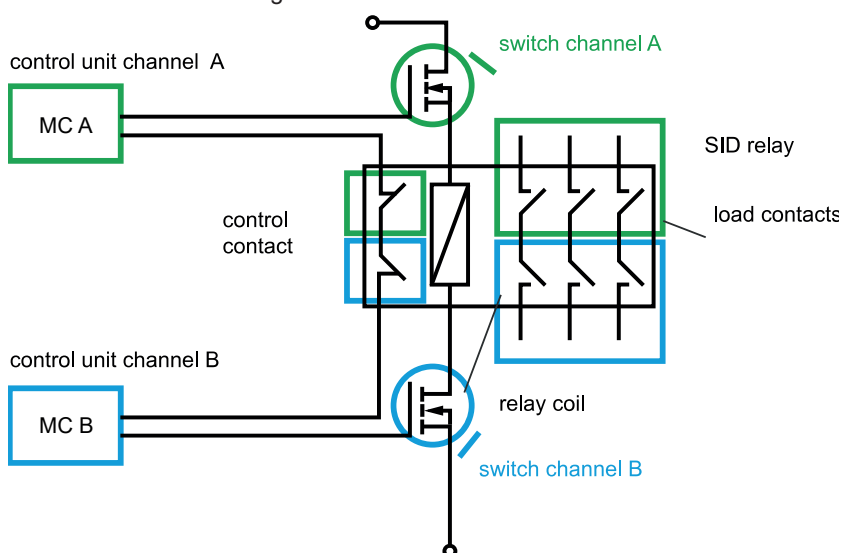 switch channel A
control unit channel A
MC A
SID relay
load contacts
control
contact
control unit channel B
MC B
relay coil
switch channel B